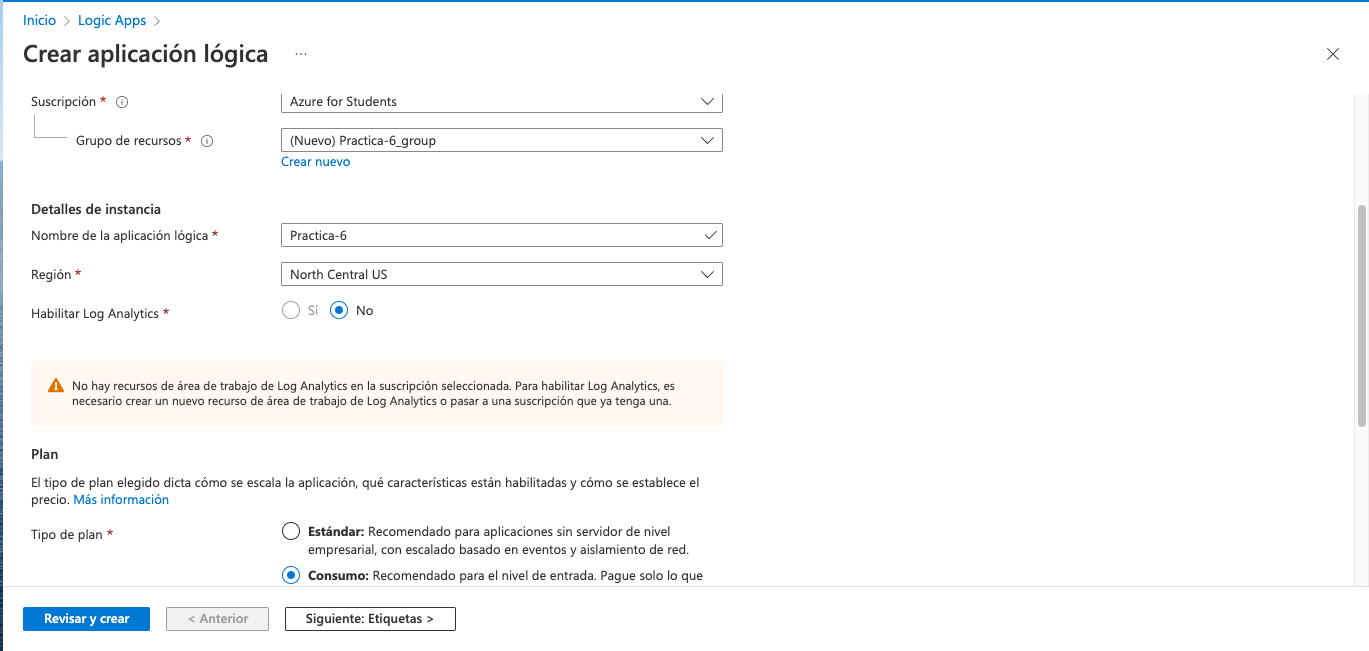 Inicio > Logic Apps >
Crear aplicación lógica ...
Suscripción * Azure for Students
Grupo de recursos * (Nuevo) Practica-6_group
Crear nuevo
Detalles de instancia
Nombre de la aplicación lógica * Practica-6
Región * North Central US
Habilitar Log Analytics * Sí No
No hay recursos de área de trabajo de Log Analytics en la suscripción seleccionada. Para habilitar Log Analytics, es
necesario crear un nuevo recurso de área de trabajo de Log Analytics o pasar a una suscripción que ya tenga una.
Plan
El tipo de plan elegido dicta cómo se escala la aplicación, qué características están habilitadas y cómo se establece el
precio. Más información
Tipo de plan * Estándar: Recomendado para aplicaciones sin servidor de nivel
empresarial, con escalado basado en eventos y aislamiento de red.
Consumo: Recomendado para el nivel de entrada. Pague solo lo que
Revisar y crear < Anterior Siguiente: Etiquetas >